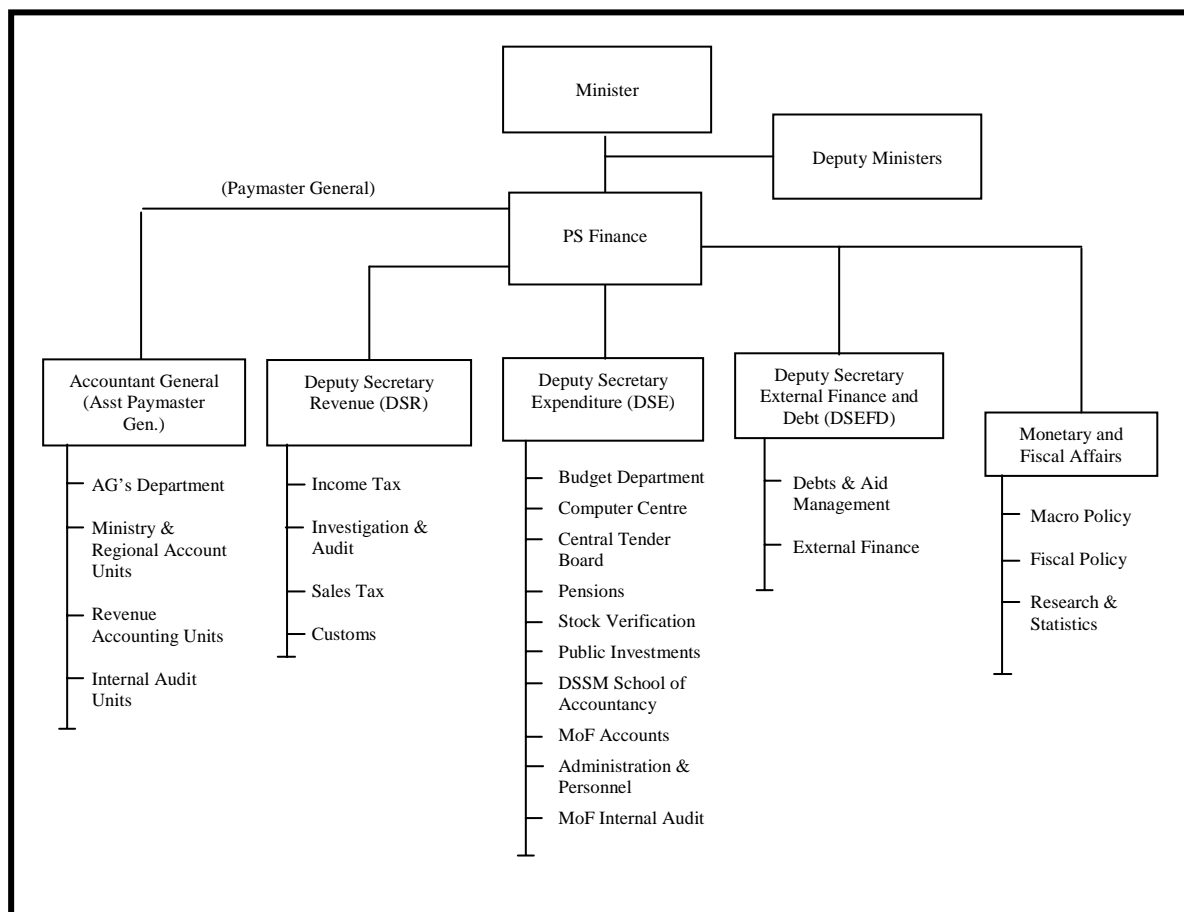 Minister
Deputy Ministers
(Paymaster General)
PS Finance
Accountant General
(Asst Paymaster
Gen.)
AG's Department
Ministry &
Regional Account
Units
Revenue
Accounting Units
Internal Audit
Units
Deputy Secretary
Revenue (DSR)
Income Tax
Investigation &
Audit
Sales Tax
Customs
Deputy Secretary
Expenditure (DSE)
Budget Department
Computer Centre
Central Tender
Board
Pensions
Stock Verification
Public Investments
DSSM School of
Accountancy
MoF Accounts
Administration &
Personnel
MoF Internal Audit
Deputy Secretary
External Finance and
Debt (DSEFD)
Debts & Aid
Management
External Finance
Monetary and
Fiscal Affairs
Macro Policy
Fiscal Policy
Research &
Statistics